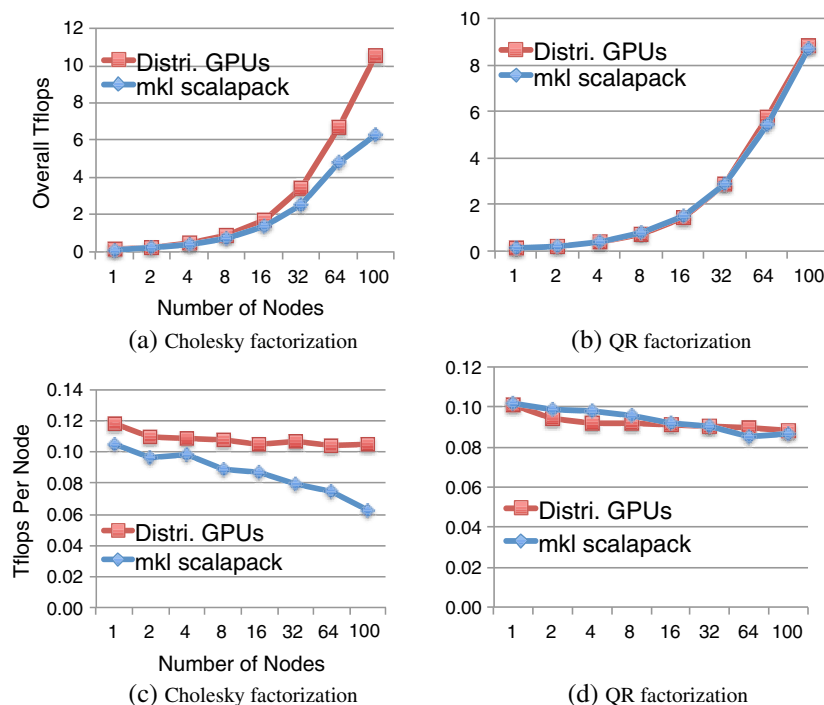 12
10
8
6
4
2
0
Overall Tflops
Distri. GPUs
mkl scalapack
1 2 4 8 16 32 64 100
Number of Nodes
(a) Cholesky factorization
10
8
6
4
2
0
Distri. GPUs
mkl scalapack
1 2 4 8 16 32 64 100
(b) QR factorization
0.14
0.12
0.10
0.08
0.06
0.04
0.02
0.00
Tflops Per Node
Distri. GPUs
mkl scalapack
1 2 4 8 16 32 64 100
Number of Nodes
(c) Cholesky factorization
0.12
0.10
0.08
0.06
0.04
0.02
0.00
Distri. GPUs
mkl scalapack
1 2 4 8 16 32 64 100
(d) QR factorization